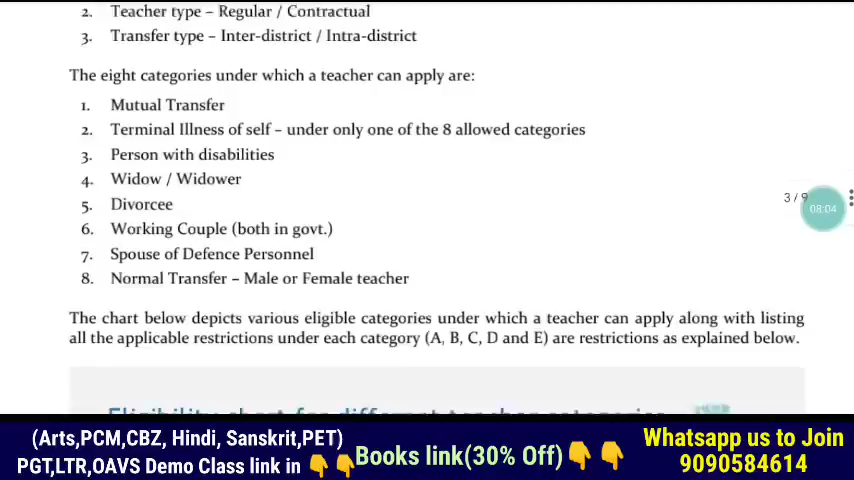 2. Teacher type – Regular / Contractual
3. Transfer type – Inter-district / Intra-district
The eight categories under which a teacher can apply are:
1. Mutual Transfer
2. Terminal Illness of self – under only one of the 8 allowed categories
3. Person with disabilities
4. Widow / Widower
5. Divorcee
6. Working Couple (both in govt.)
7. Spouse of Defence Personnel
8. Normal Transfer – Male or Female teacher
3 / 9
08:04
The chart below depicts various eligible categories under which a teacher can apply along with listing
all the applicable restrictions under each category (A, B, C, D and E) are restrictions as explained below.
Eligibility chart for different teacher categories
(Arts,PCM,CBZ, Hindi, Sanskrit,PET)
PGT,LTR,OAVS Demo Class link in 👇 👇
Books link(30% Off)👇 👇
Whatsapp us to Join
9090584614